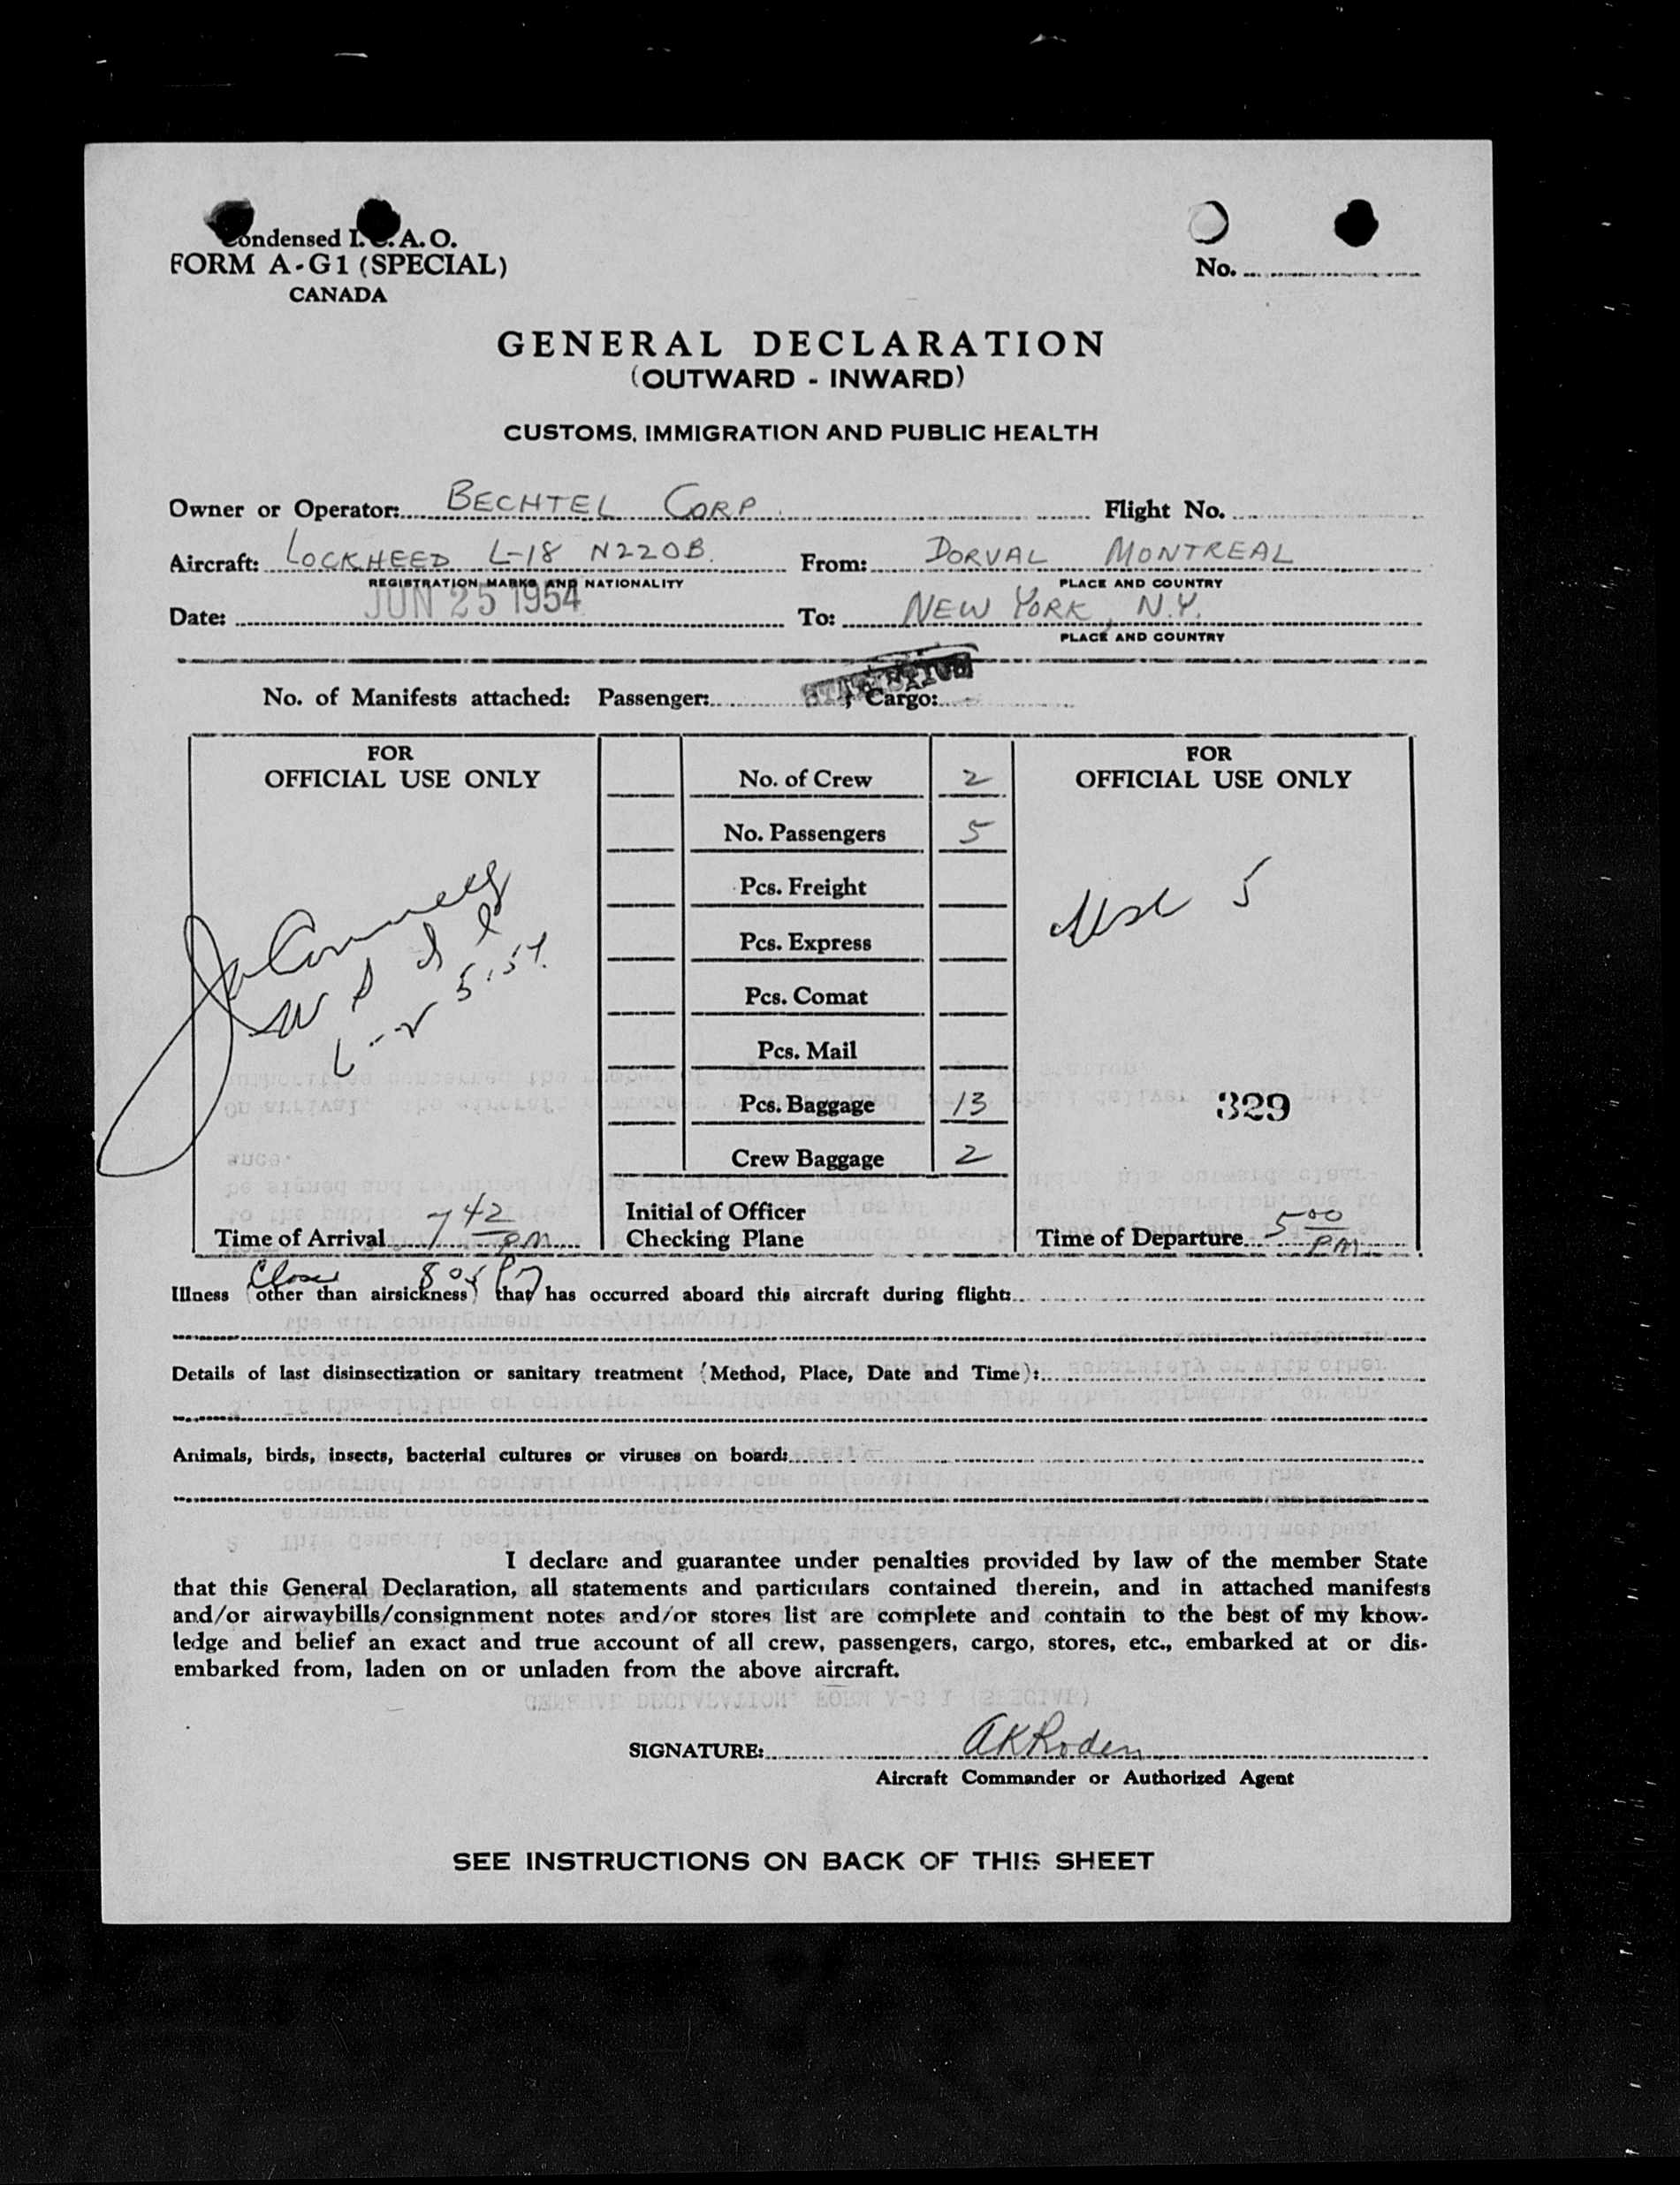 Condensed I.C.A.O.
FORM A-G1 (SPECIAL)
CANADA
No.
GENERAL DECLARATION
(OUTWARD - INWARD)
CUSTOMS, IMMIGRATION AND PUBLIC HEALTH
Owner or Operator: BECHTEL CORP Flight No.
Aircraft: LOCKHEED L-18 N220B. From: DORVAL MONTREAL
REGISTRATION MARKS AND NATIONALITY PLACE AND COUNTRY
Date: JUN 25 1954 To: NEW YORK, N.Y.
PLACE AND COUNTRY
No. of Manifests attached: Passenger: ; Cargo:
FOR
OFFICIAL USE ONLY
No. of Crew 2
No. Passengers 5
Pcs. Freight
Pcs. Express
Pcs. Comat
Pcs. Mail
Pcs. Baggage 13
Crew Baggage 2
FOR
OFFICIAL USE ONLY
5
329
Time of Arrival 7 42 PM
Initial of Officer
Checking Plane
Time of Departure 5 00 PM
Close 8 05
Illness (other than airsickness) that has occurred aboard this aircraft during flight:
Details of last disinsectization or sanitary treatment (Method, Place, Date and Time):
Animals, birds, insects, bacterial cultures or viruses on board:
I declare and guarantee under penalties provided by law of the member State
that this General Declaration, all statements and particulars contained therein, and in attached manifests
and/or airwaybills/consignment notes and/or stores list are complete and contain to the best of my know-
ledge and belief an exact and true account of all crew, passengers, cargo, stores, etc., embarked at or dis-
embarked from, laden on or unladen from the above aircraft.
SIGNATURE: AKRoden
Aircraft Commander or Authorized Agent
SEE INSTRUCTIONS ON BACK OF THIS SHEET